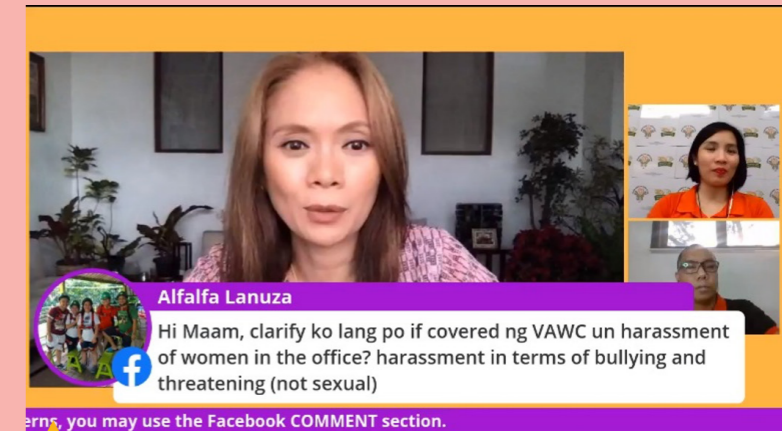 Alfalfa Lanuza
Hi Maam, clarify ko lang po if covered ng VAWC un harassment
of women in the office? harassment in terms of bullying and
threatening (not sexual)
you may use the Facebook COMMENT section.